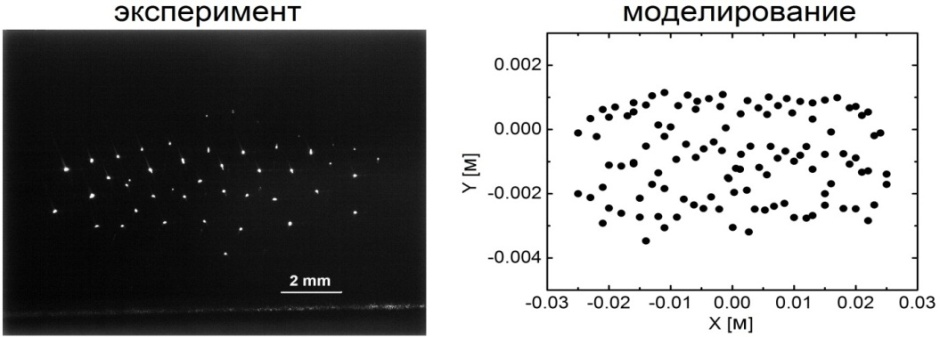 эксперимент
моделирование
2 mm
0.002
0.000
-0.002
-0.004
Y [м]
-0.03 -0.02 -0.01 0.00 0.01 0.02 0.03
X [м]